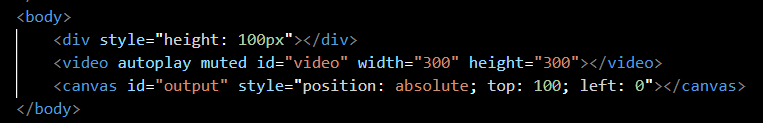 <body>
<div style="height: 100px"></div>
<video autoplay muted id="video" width="300" height="300"></video>
<canvas id="output" style="position: absolute; top: 100; left: 0"></canvas>
</body>